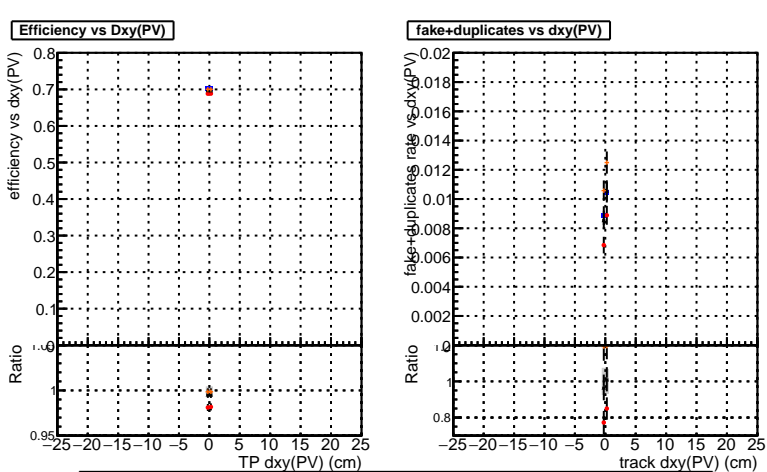 Efficiency vs Dxy(PV)
efficiency vs dxy(PV)
0.8
0.7
0.6
0.5
0.4
0.3
0.2
0.1
0
Ratio
1
0.95
−25 −20 −15 −10 −5 0 5 10 15 20 25
TP dxy(PV) (cm)
fake+duplicates vs dxy(PV)
fake+duplicates rate vs dxy(PV)
0.02
0.018
0.016
0.014
0.012
0.01
0.008
0.006
0.004
0.002
0
Ratio
1
0.8
−25 −20 −15 −10 −5 0 5 10 15 20 25
track dxy(PV) (cm)